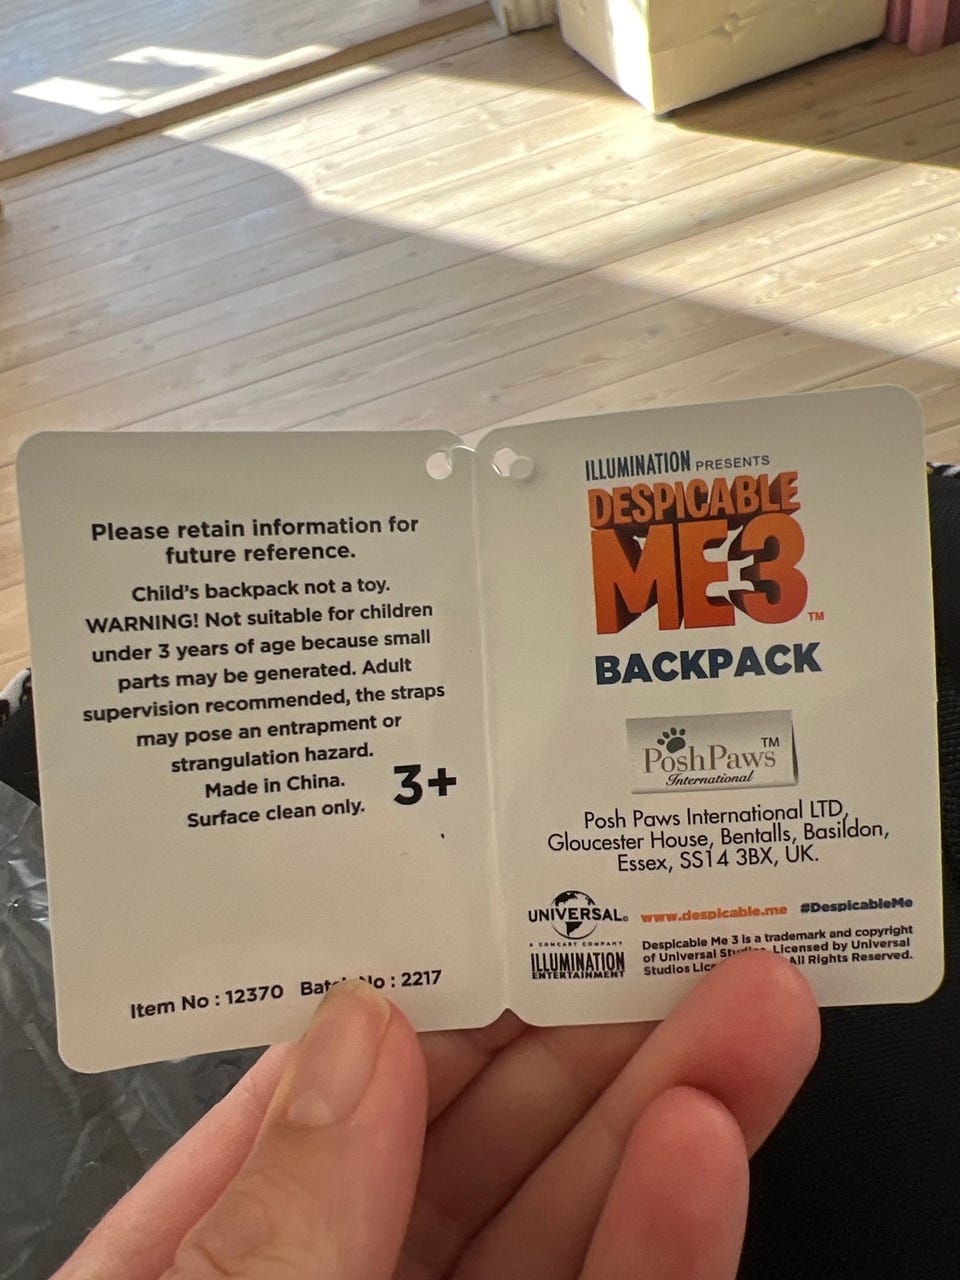 Please retain information for
future reference.
Child's backpack not a toy.
WARNING! Not suitable for children
under 3 years of age because small
parts may be generated. Adult
supervision recommended, the straps
may pose an entrapment or
strangulation hazard.
Made in China.
Surface clean only.
3+
Item No : 12370 No : 2217
ILLUMINATION PRESENTS
DESPICABLE
ME3™
BACKPACK
PoshPaws™
International
Posh Paws International LTD,
Gloucester House, Bentalls, Basildon,
Essex, SS14 3BX, UK.
UNIVERSAL®
A COMCAST COMPANY
ILLUMINATION
ENTERTAINMENT
www.despicable.me #DespicableMe
Despicable Me 3 is a trademark and copyright
of Universal Licensed by Universal
Studios All Rights Reserved.